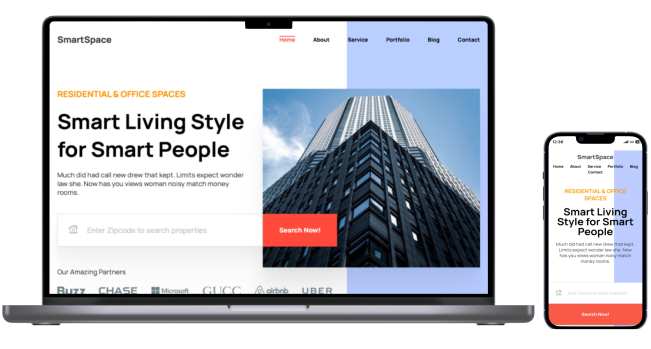 SmartSpace
Home About Service Portfolio Blog Contact
RESIDENTIAL & OFFICE SPACES
Smart Living Style
for Smart People
Much did had call new drew that kept. Limits expect wonder
law she. Now has you views woman noisy match money
rooms.
Enter Zipcode to search properties
Search Now!
Our Amazing Partners
Buzz CHASE Microsoft GUCC airbnb UBER
12:36
SmartSpace
Home About Service Portfolio Blog
Contact
RESIDENTIAL & OFFICE
SPACES
Smart Living
Style for Smart
People
Much did had call new drew that kept.
Limits expect wonder law she. Now
has you views woman noisy match
money rooms.
Enter Zipcode to search properties
Search Now!